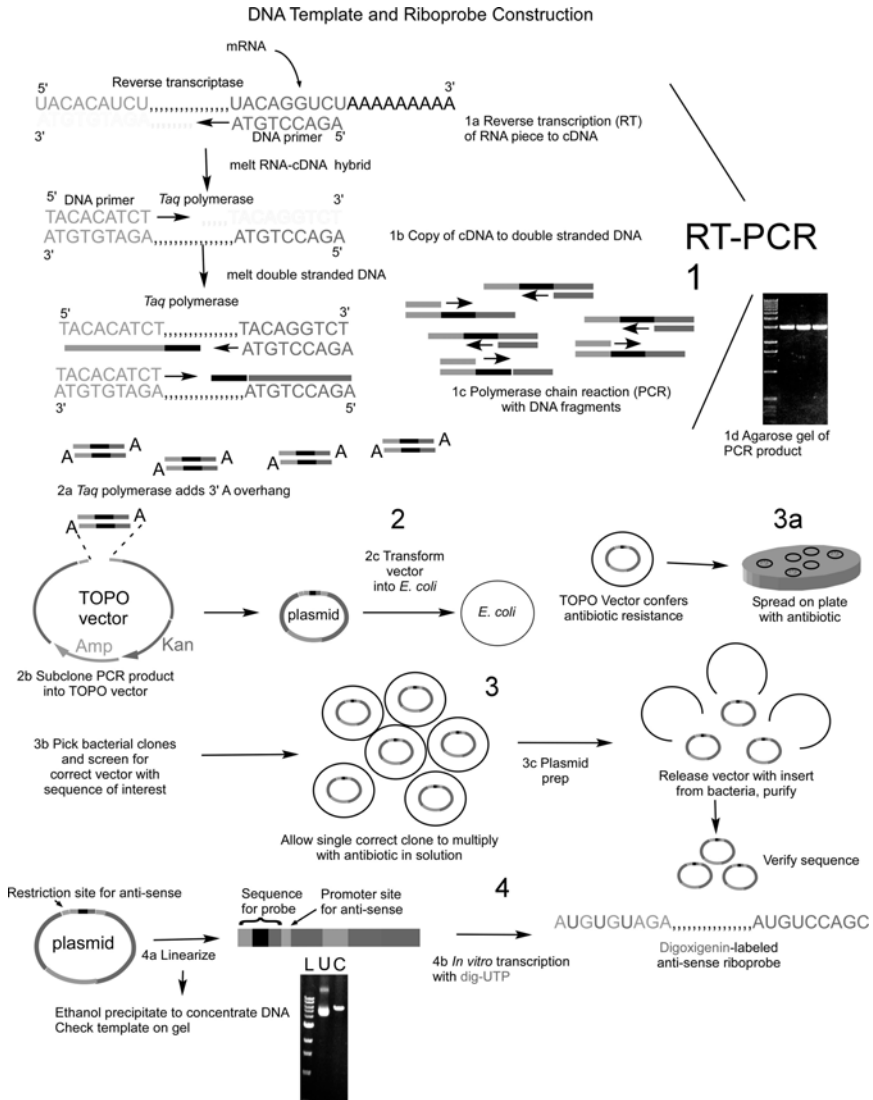 DNA Template and Riboprobe Construction
mRNA
Reverse transcriptase
5'
3'
UACACAUCU,,,,,,,,,,,,,,,,UACAGGUCUAAAAAAAAA
ATGTGTAGA,,,,,,,,
ATGTCCAGA
3'
DNA primer
5'
1a Reverse transcription (RT)
of RNA piece to cDNA
melt RNA-cDNA hybrid
5'
DNA primer
Taq polymerase
3'
TACACATCT
,,,,,TACAGGTCT
ATGTGTAGA,,,,,,,,,,,,,,,,,ATGTCCAGA
3'
5'
1b Copy of cDNA to double stranded DNA
RT-PCR
1
melt double stranded DNA
Taq polymerase
5'
3'
TACACATCT,,,,,,,,,,,,,,,TACAGGTCT
ATGTCCAGA
TACACATCT
ATGTGTAGA,,,,,,,,,,,,,,,,,ATGTCCAGA
3'
5'
1c Polymerase chain reaction (PCR)
with DNA fragments
1d Agarose gel of
PCR product
A A A A
A A A A
2a Taq polymerase adds 3' A overhang
A
A
2
2c Transform
vector
into E. coli
3a
TOPO
vector
Amp
Kan
plasmid
E. coli
TOPO Vector confers
antibiotic resistance
Spread on plate
with antibiotic
2b Subclone PCR product
into TOPO vector
3
3b Pick bacterial clones
and screen for
correct vector with
sequence of interest
3c Plasmid
prep
Allow single correct clone to multiply
with antibiotic in solution
Release vector with insert
from bacteria, purify
Verify sequence
4
Restriction site for anti-sense
Sequence
for probe
Promoter site
for anti-sense
plasmid
4a Linearize
4b In vitro transcription
with dig-UTP
AUGUGUAGA,,,,,,,,,,,,,,,,AUGUCCAGC
Digoxigenin-labeled
anti-sense riboprobe
L U C
Ethanol precipitate to concentrate DNA
Check template on gel